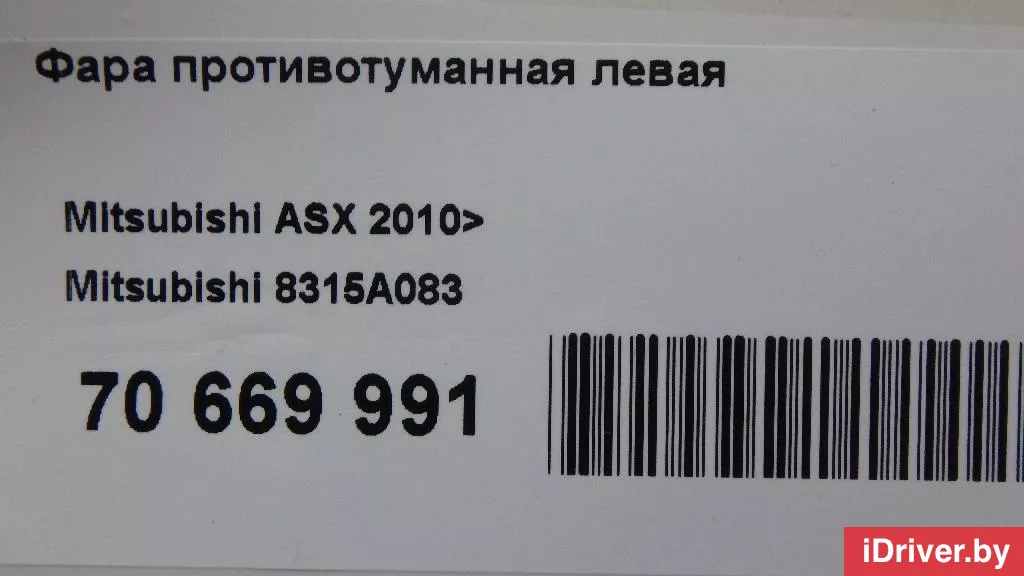 Фара противотуманная левая
Mitsubishi ASX 2010>
Mitsubishi 8315A083
70 669 991
iDriver.by